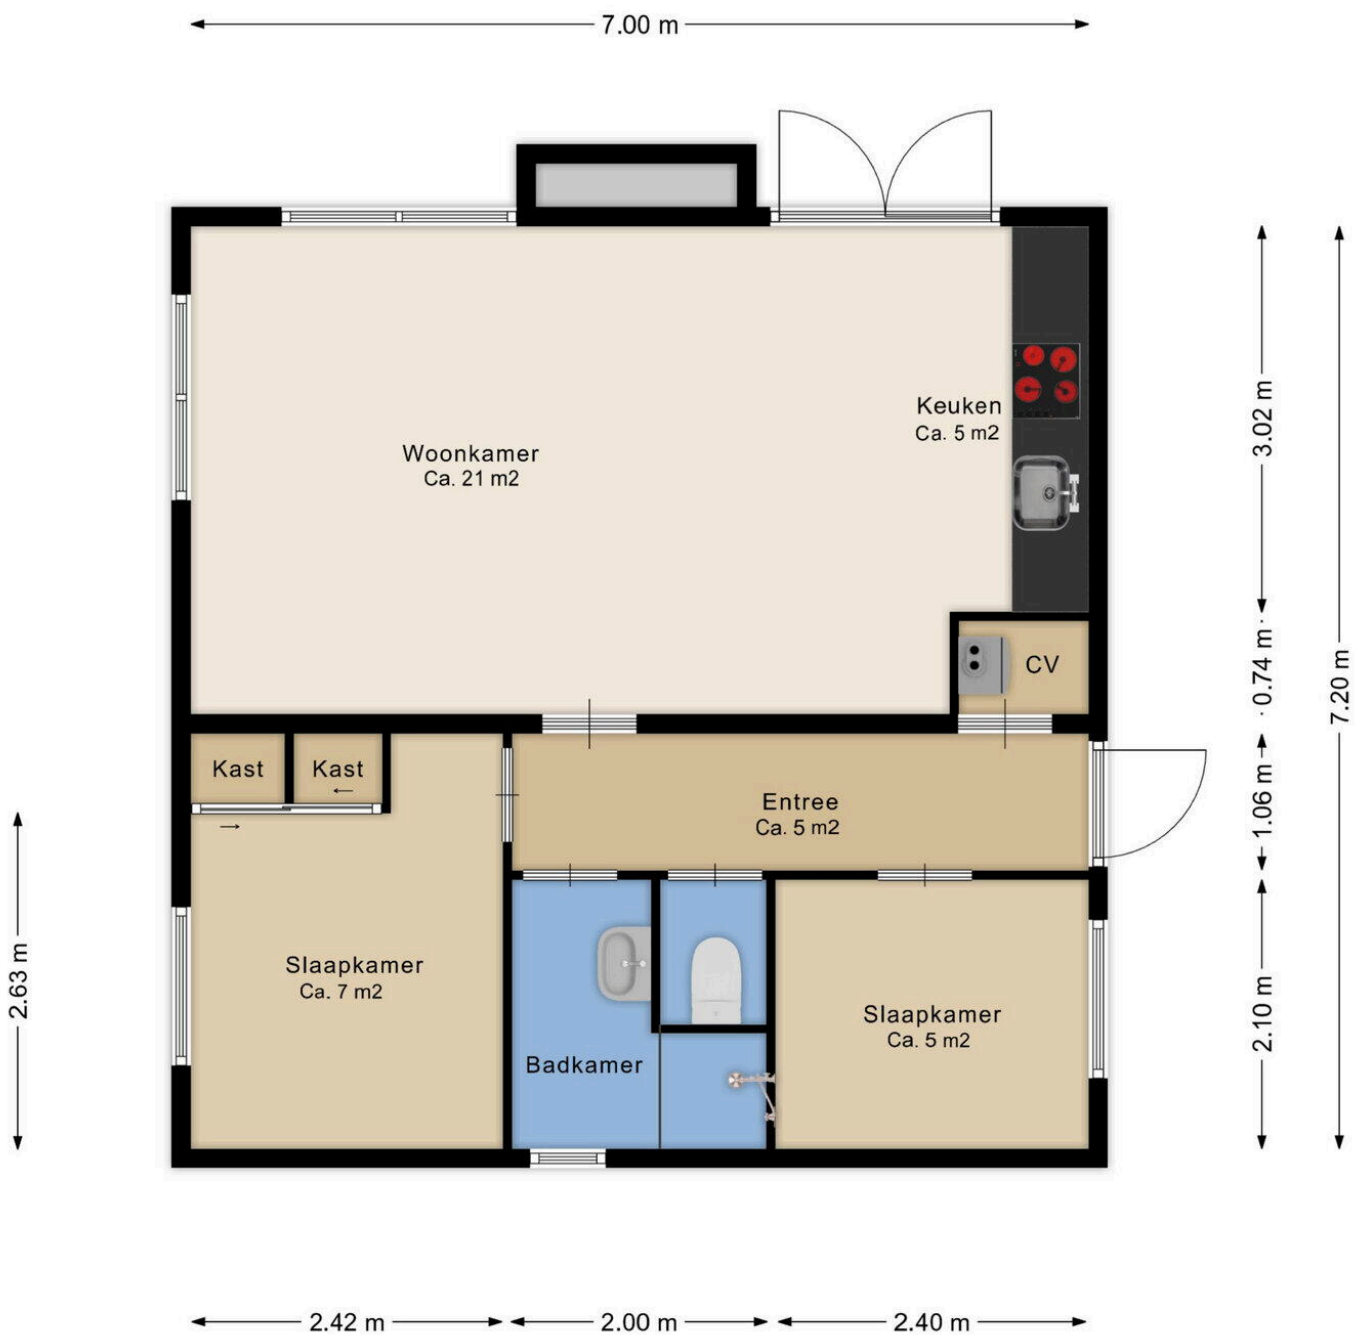 7.00 m
Woonkamer
Ca. 21 m2
Keuken
Ca. 5 m2
3.02 m
CV
0.74 m
7.20 m
Kast
Kast
Entree
Ca. 5 m2
1.06 m
Slaapkamer
Ca. 7 m2
2.63 m
Badkamer
Slaapkamer
Ca. 5 m2
2.10 m
2.42 m
2.00 m
2.40 m